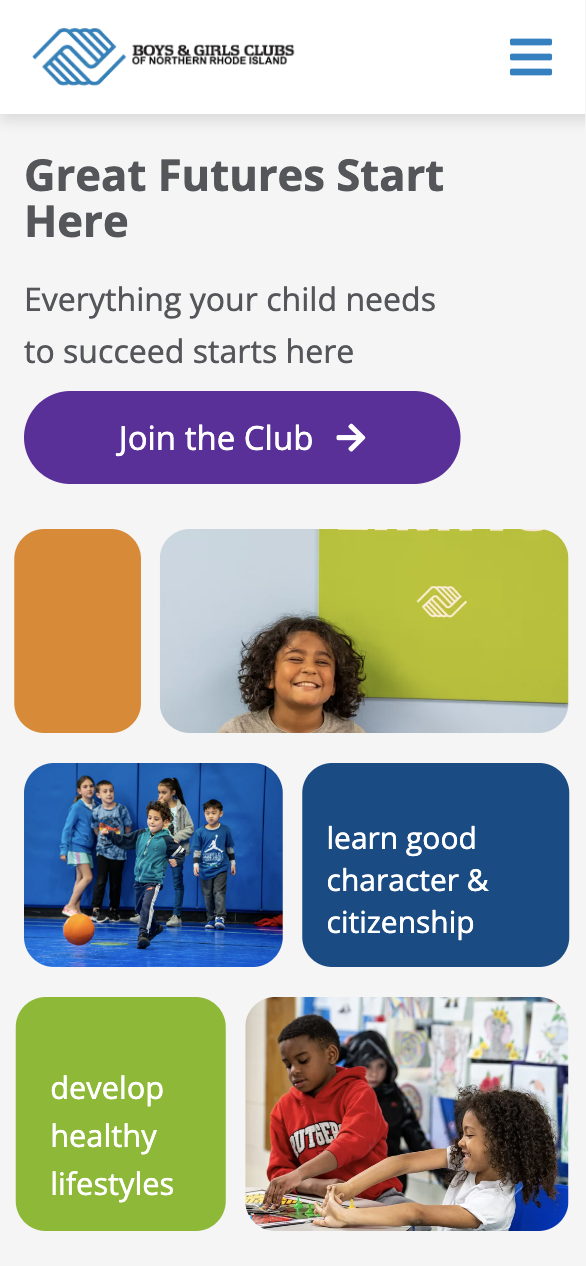 BOYS & GIRLS CLUBS
OF NORTHERN RHODE ISLAND
Great Futures Start
Here
Everything your child needs
to succeed starts here
Join the Club
learn good
character &
citizenship
develop
healthy
lifestyles